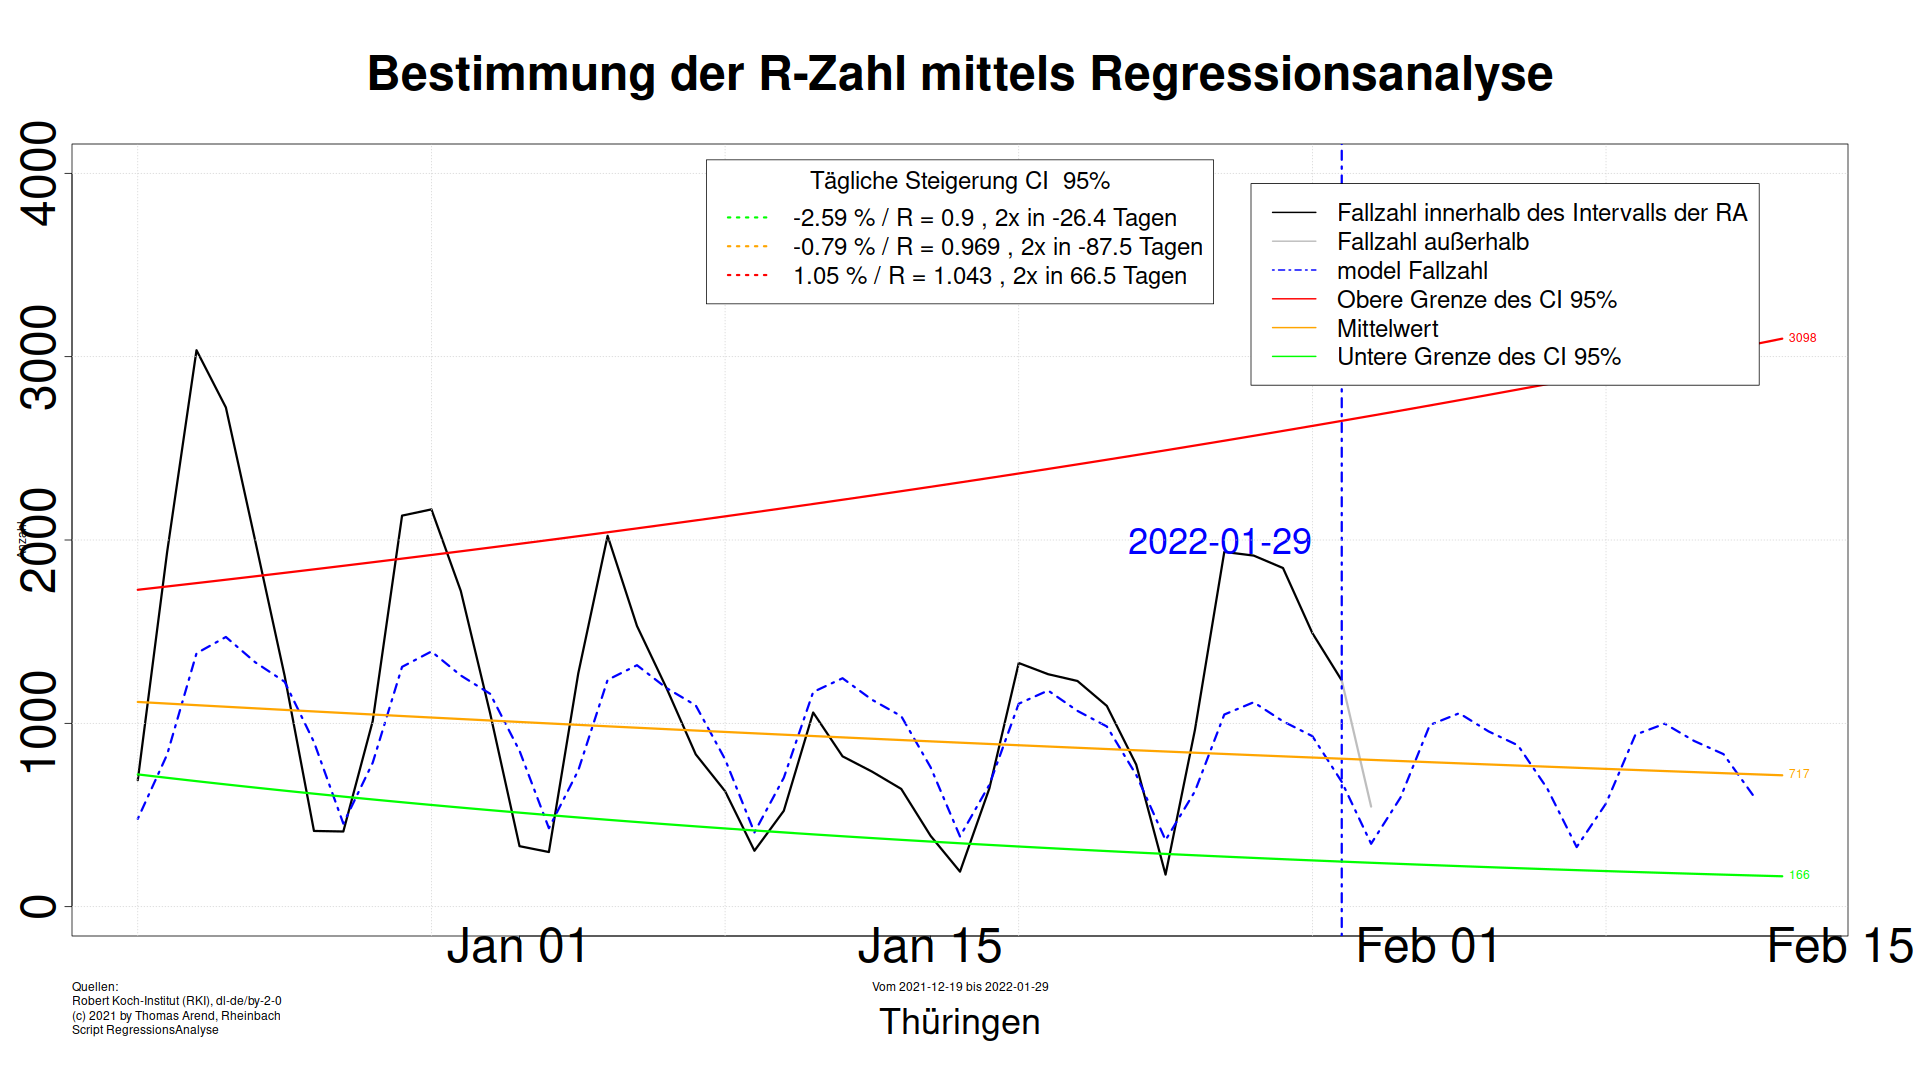 Bestimmung der R-Zahl mittels Regressionsanalyse
4000
3000
2000
1000
0
Anzahl
Tägliche Steigerung CI 95%
-2.59 % / R = 0.9 , 2x in -26.4 Tagen
-0.79 % / R = 0.969 , 2x in -87.5 Tagen
1.05 % / R = 1.043 , 2x in 66.5 Tagen
Fallzahl innerhalb des Intervalls der RA
Fallzahl außerhalb
model Fallzahl
Obere Grenze des CI 95%
Mittelwert
Untere Grenze des CI 95%
3098
2022-01-29
717
166
Jan 01
Jan 15
Feb 01
Feb 15
Quellen:
Robert Koch-Institut (RKI), dl-de/by-2-0
(c) 2021 by Thomas Arend, Rheinbach
Script RegressionsAnalyse
Vom 2021-12-19 bis 2022-01-29
Thüringen